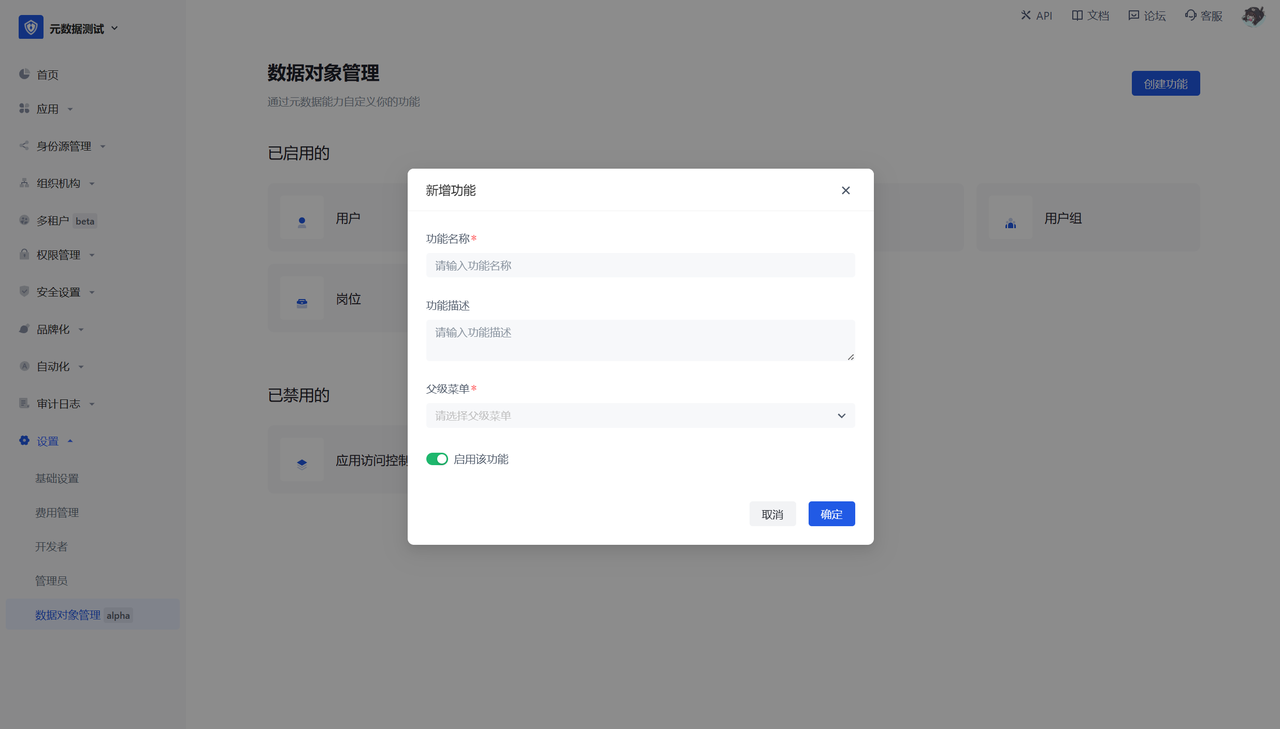 元数据测试
API
文档
论坛
客服
首页
应用
身份源管理
组织机构
多租户 beta
权限管理
安全设置
品牌化
自动化
审计日志
设置
基础设置
费用管理
开发者
管理员
数据对象管理 alpha
数据对象管理
通过元数据能力自定义你的功能
创建功能
已启用的
用户
用户组
岗位
已禁用的
应用访问控制
新增功能
功能名称*
请输入功能名称
功能描述
请输入功能描述
父级菜单*
请选择父级菜单
启用该功能
取消
确定